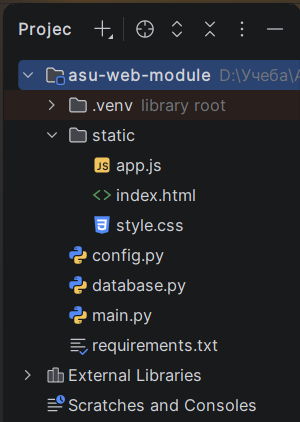 Projec
asu-web-module D:\Учеба\А
.venv library root
static
JS app.js
<> index.html
style.css
config.py
database.py
main.py
requirements.txt
External Libraries
Scratches and Consoles